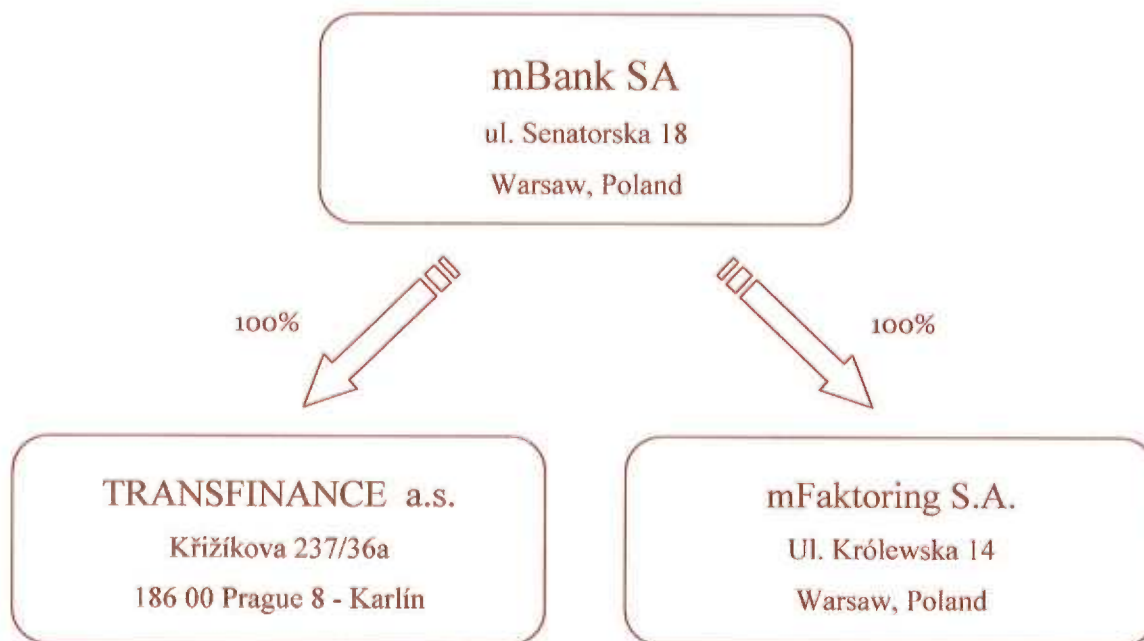 mBank SA
ul. Senatorska 18
Warsaw, Poland
100%
100%
TRANSFINANCE a.s.
Křižíkova 237/36a
186 00 Prague 8 - Karlín
mFaktoring S.A.
Ul. Królewska 14
Warsaw, Poland